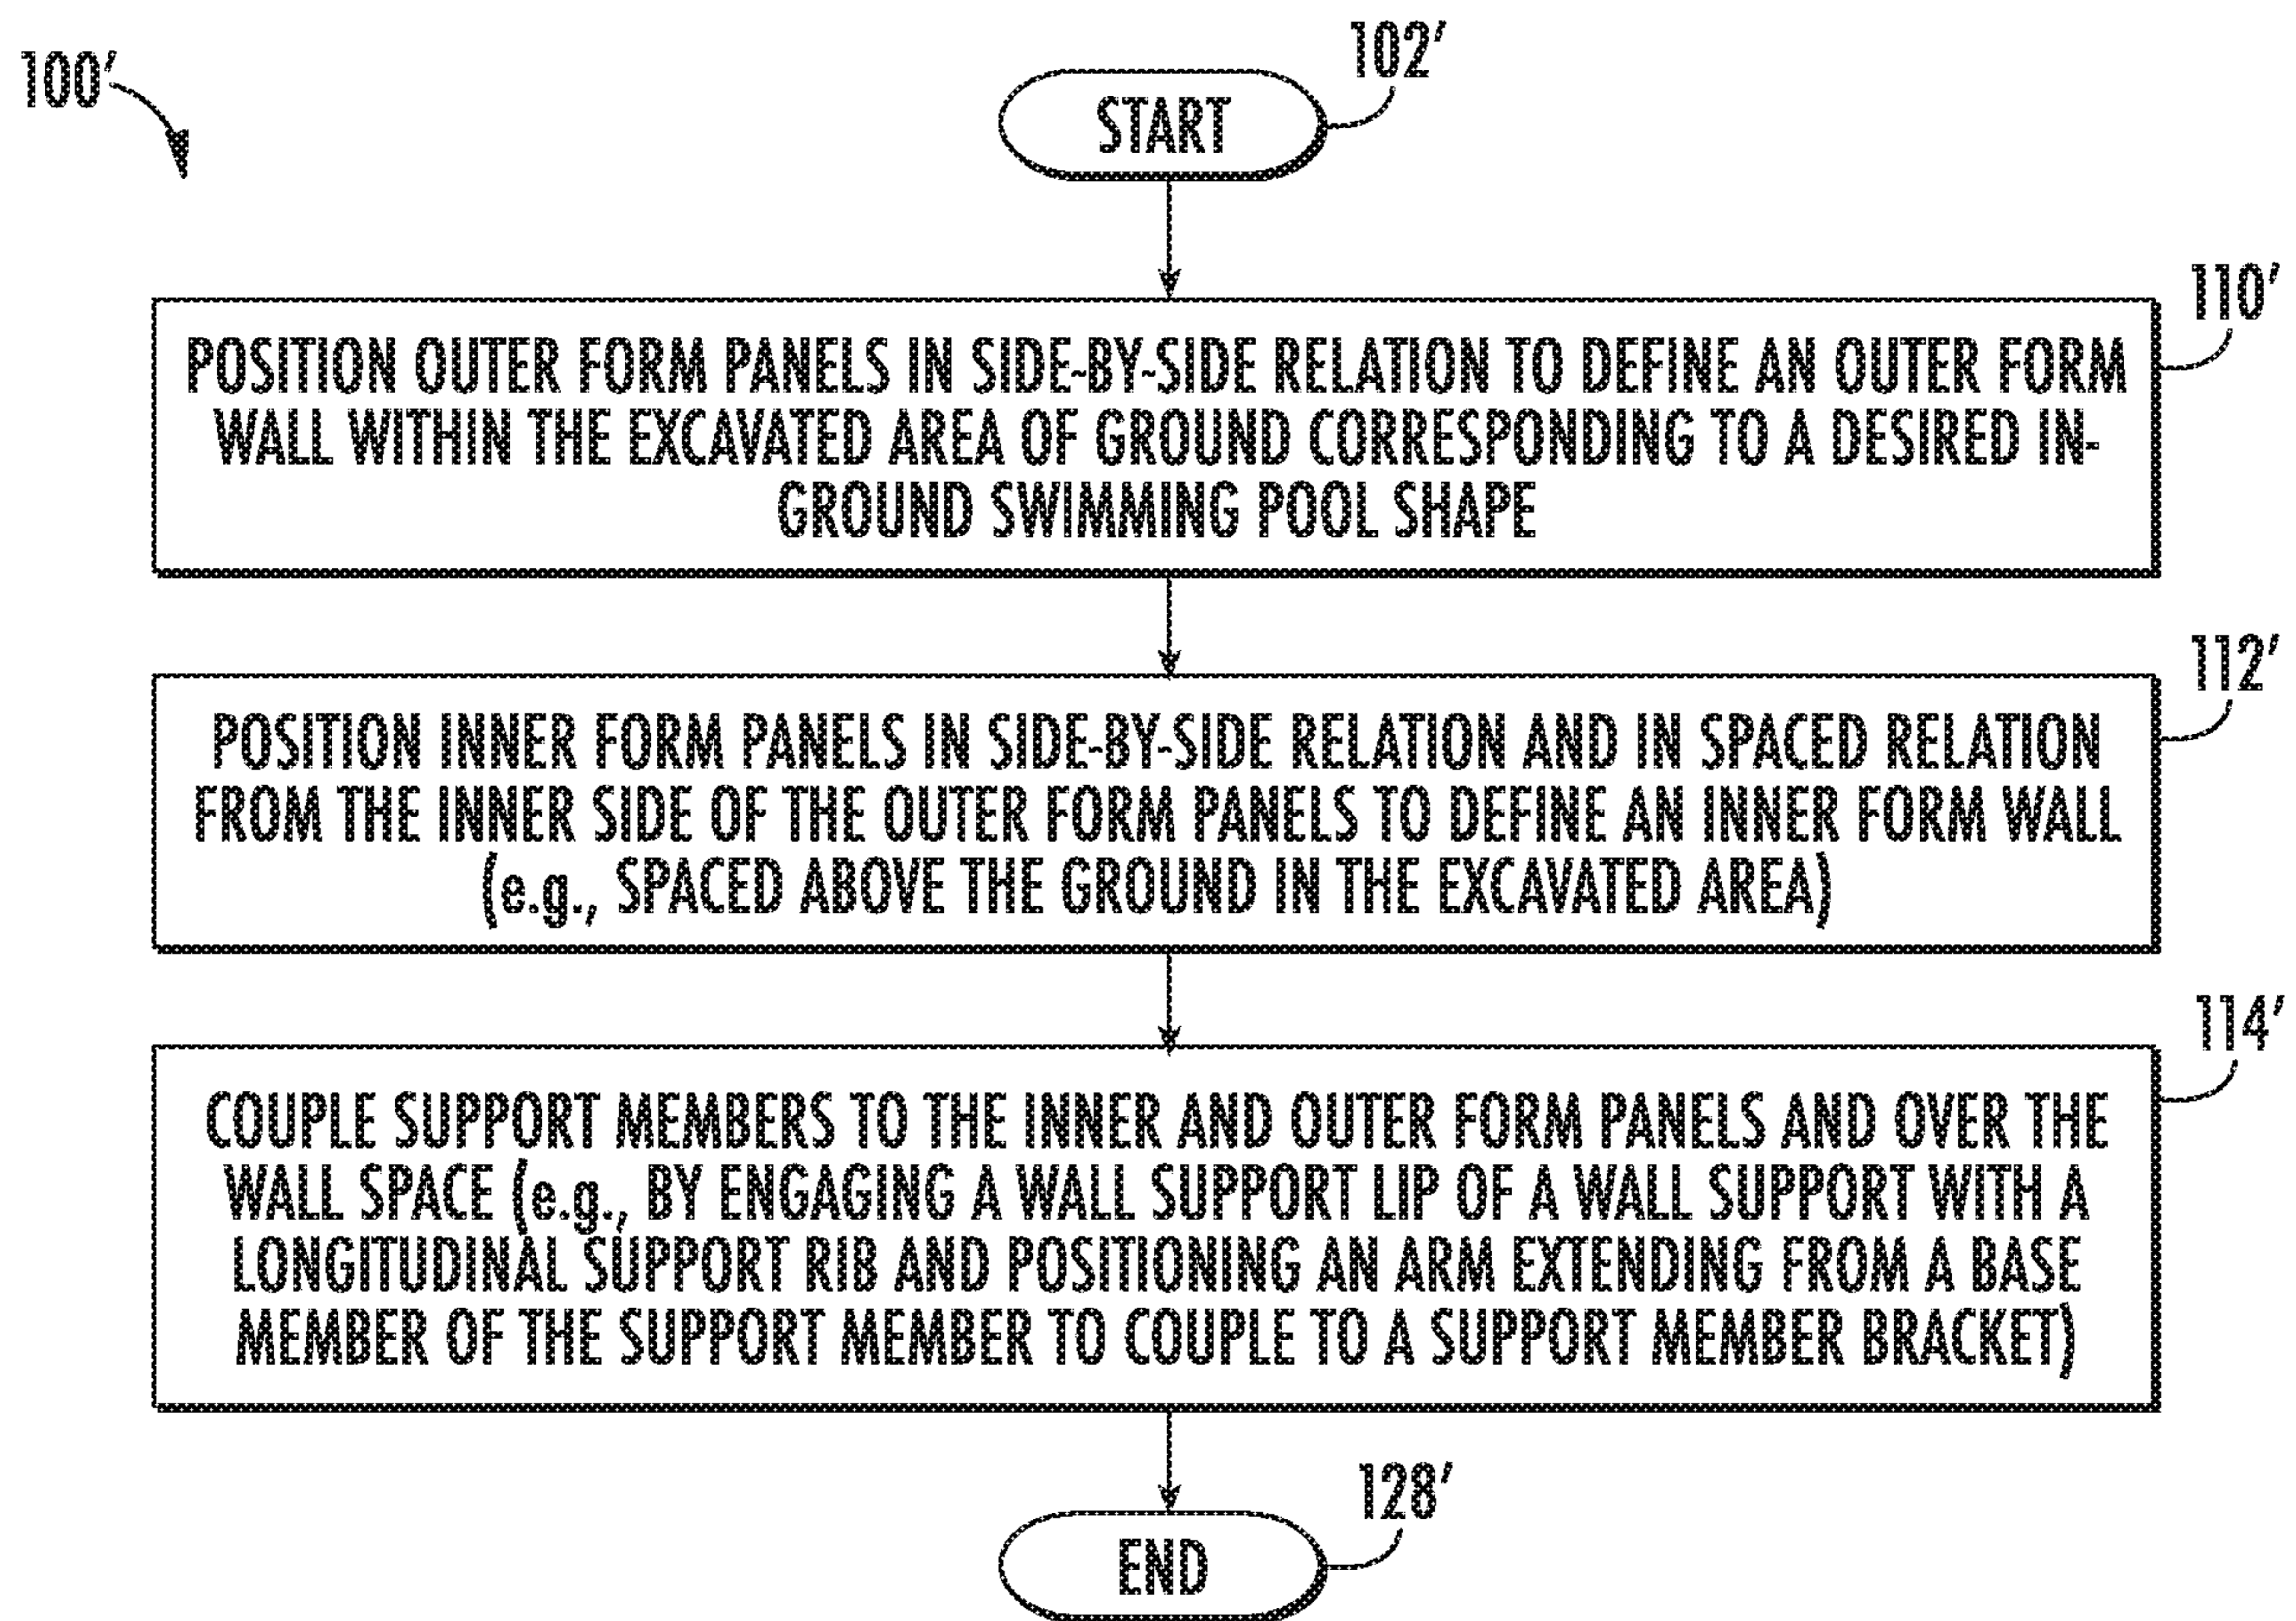 100'
102'
START
110'
POSITION OUTER FORM PANELS IN SIDE-BY-SIDE RELATION TO DEFINE AN OUTER FORM
WALL WITHIN THE EXCAVATED AREA OF GROUND CORRESPONDING TO A DESIRED IN-
GROUND SWIMMING POOL SHAPE
112'
POSITION INNER FORM PANELS IN SIDE-BY-SIDE RELATION AND IN SPACED RELATION
FROM THE INNER SIDE OF THE OUTER FORM PANELS TO DEFINE AN INNER FORM WALL
(e.g., SPACED ABOVE THE GROUND IN THE EXCAVATED AREA)
114'
COUPLE SUPPORT MEMBERS TO THE INNER AND OUTER FORM PANELS AND OVER THE
WALL SPACE (e.g., BY ENGAGING A WALL SUPPORT LIP OF A WALL SUPPORT WITH A
LONGITUDINAL SUPPORT RIB AND POSITIONING AN ARM EXTENDING FROM A BASE
MEMBER OF THE SUPPORT MEMBER TO COUPLE TO A SUPPORT MEMBER BRACKET)
128'
END